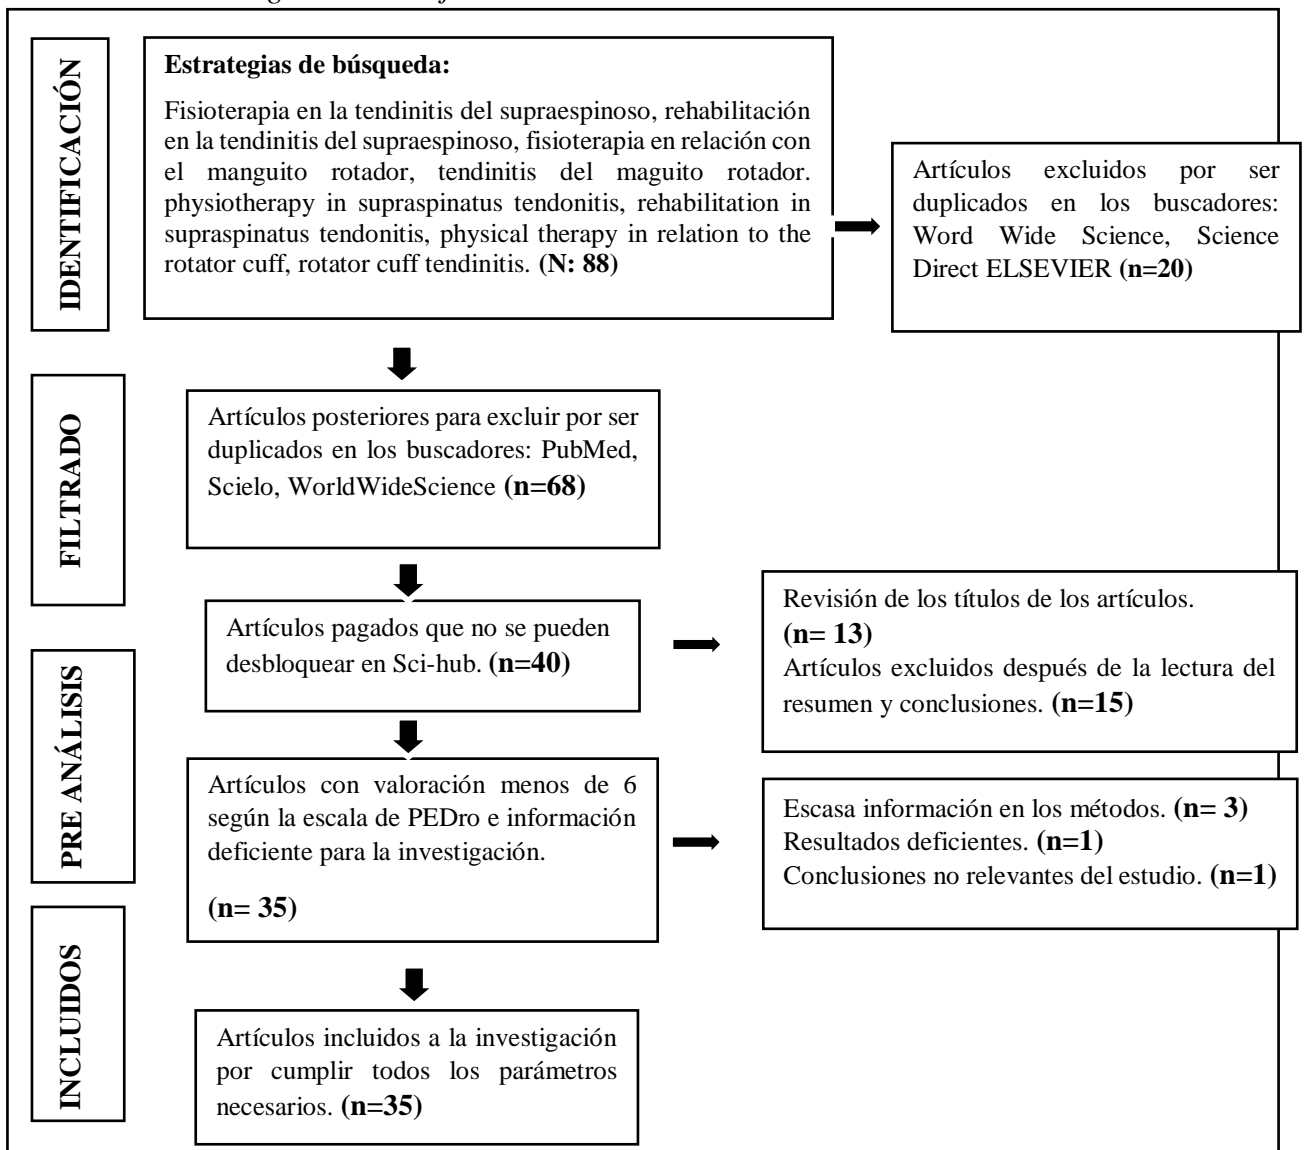 IDENTIFICACIÓN
Estrategias de búsqueda:
Fisioterapia en la tendinitis del supraespinoso, rehabilitación
en la tendinitis del supraespinoso, fisioterapia en relación con
el manguito rotador, tendinitis del maguito rotador.
physiotherapy in supraspinatus tendonitis, rehabilitation in
supraspinatus tendonitis, physical therapy in relation to the
rotator cuff, rotator cuff tendinitis. (N: 88)
Artículos excluidos por ser
duplicados en los buscadores:
Word Wide Science, Science
Direct ELSEVIER (n=20)
FILTRADO
Artículos posteriores para excluir por ser
duplicados en los buscadores: PubMed,
Scielo, WorldWideScience (n=68)
Artículos pagados que no se pueden
desbloquear en Sci-hub. (n=40)
Revisión de los títulos de los artículos.
(n= 13)
Artículos excluidos después de la lectura del
resumen y conclusiones. (n=15)
PRE ANÁLISIS
Artículos con valoración menos de 6
según la escala de PEDro e información
deficiente para la investigación.
(n= 35)
Escasa información en los métodos. (n= 3)
Resultados deficientes. (n=1)
Conclusiones no relevantes del estudio. (n=1)
INCLUIDOS
Artículos incluidos a la investigación
por cumplir todos los parámetros
necesarios. (n=35)